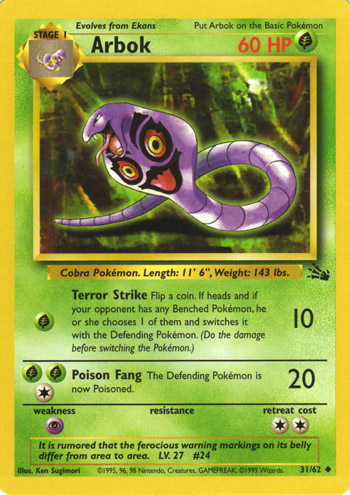 STAGE 1
Evolves from Ekans
Put Arbok on the Basic Pokémon
Arbok
60 HP
Cobra Pokémon. Length: 11' 6", Weight: 143 lbs.
Terror Strike Flip a coin. If heads and if
your opponent has any Benched Pokémon, he
or she chooses 1 of them and switches it
with the Defending Pokémon. (Do the damage
before switching the Pokémon.)
10
Poison Fang The Defending Pokémon is
now Poisoned.
20
weakness
resistance
retreat cost
It is rumored that the ferocious warning markings on its belly
differ from area to area. LV. 27 #24
Illus. Ken Sugimori
©1995, 96, 98 Nintendo, Creatures, GAMEFREAK. ©1999 Wizards.
31/62